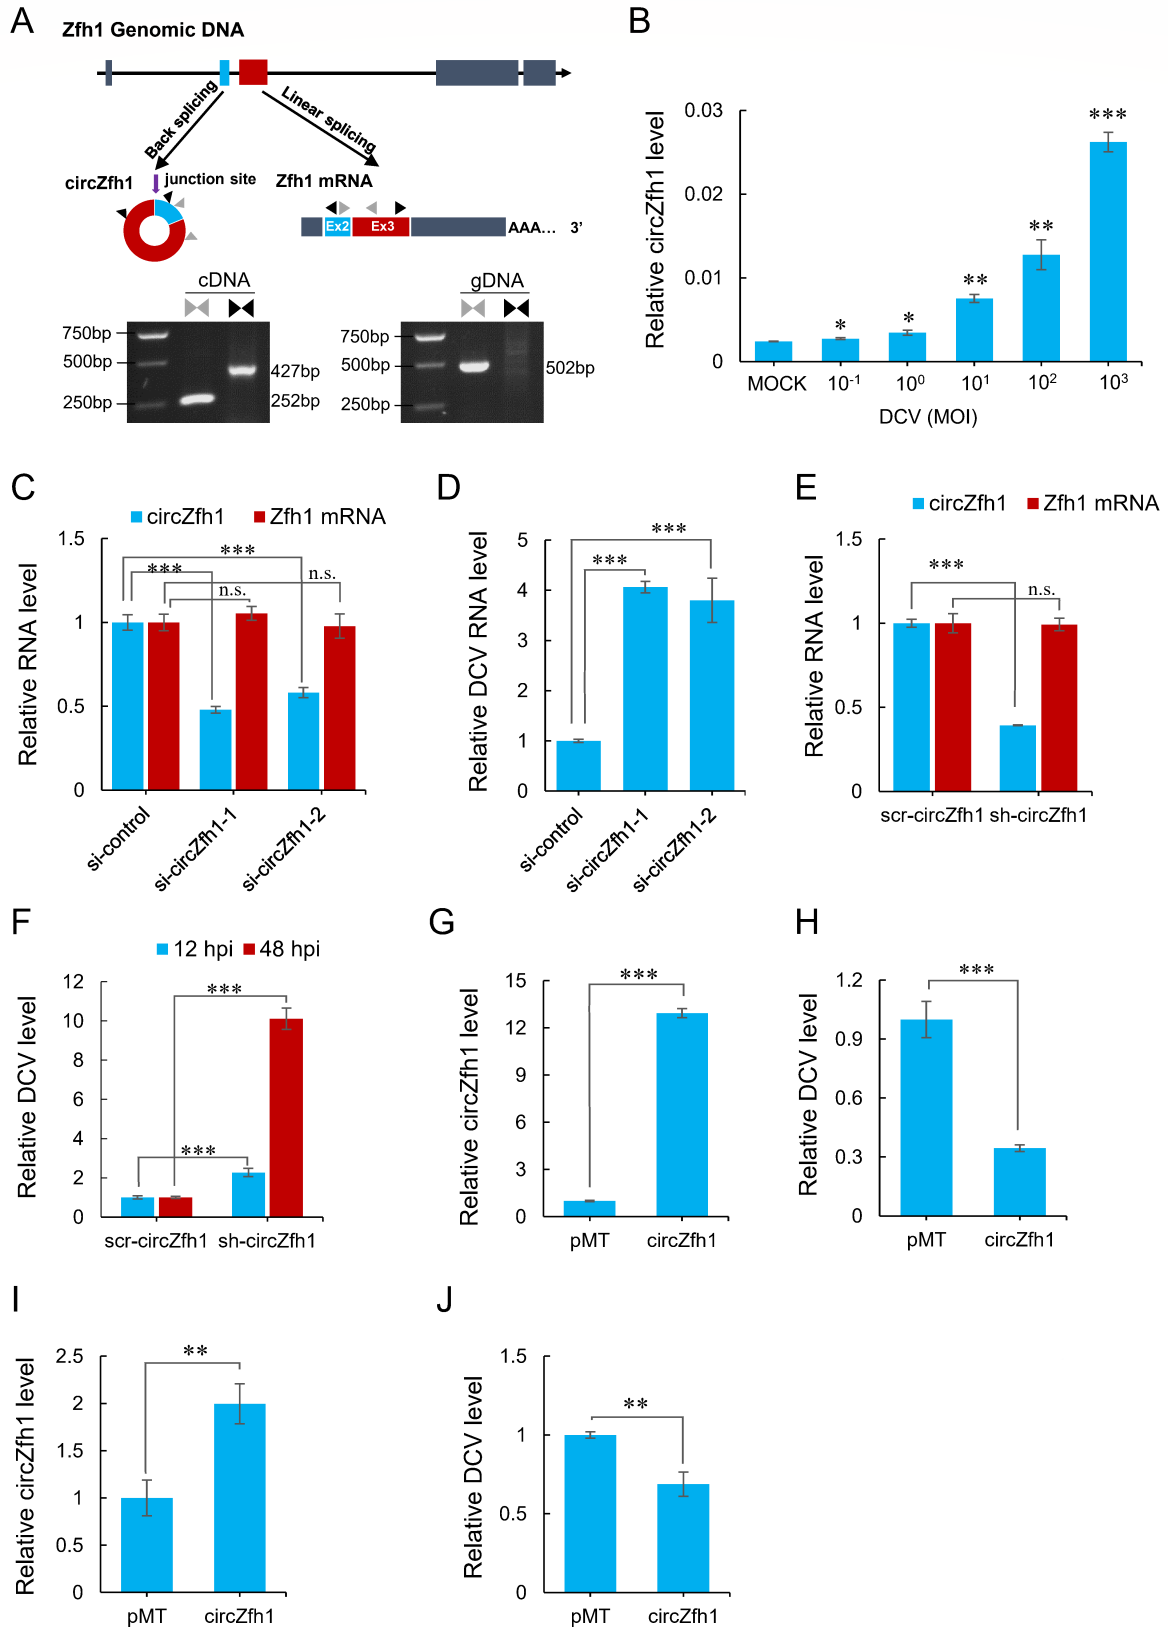 A
Zfh1 Genomic DNA
Back splicing
Linear splicing
circZfh1
junction site
Zfh1 mRNA
Ex2
Ex3
AAA...
3'
cDNA
gDNA
750bp
500bp
250bp
427bp
252bp
750bp
500bp
250bp
502bp
B
Relative circZfh1 level
0.03
0.02
0.01
0
***
**
**
*
*
MOCK
10-1
10⁰
10¹
10²
10³
DCV (MOI)
C
circZfh1
Zfh1 mRNA
Relative RNA level
1.5
1
0.5
0
***
***
n.s.
n.s.
si-control
si-circZfh1-1
si-circZfh1-2
D
Relative DCV RNA level
5
4
3
2
1
0
***
***
si-control
si-circZfh1-1
si-circZfh1-2
E
circZfh1
Zfh1 mRNA
Relative RNA level
1.5
1
0.5
0
***
n.s.
scr-circZfh1
sh-circZfh1
F
12 hpi
48 hpi
Relative DCV level
12
10
8
6
4
2
0
***
***
scr-circZfh1
sh-circZfh1
G
Relative circZfh1 level
15
12
9
6
3
0
***
pMT
circZfh1
H
Relative DCV level
1.2
0.9
0.6
0.3
0
***
pMT
circZfh1
I
Relative circZfh1 level
2.5
2
1.5
1
0.5
0
**
pMT
circZfh1
J
Relative DCV level
1.5
1
0.5
0
**
pMT
circZfh1